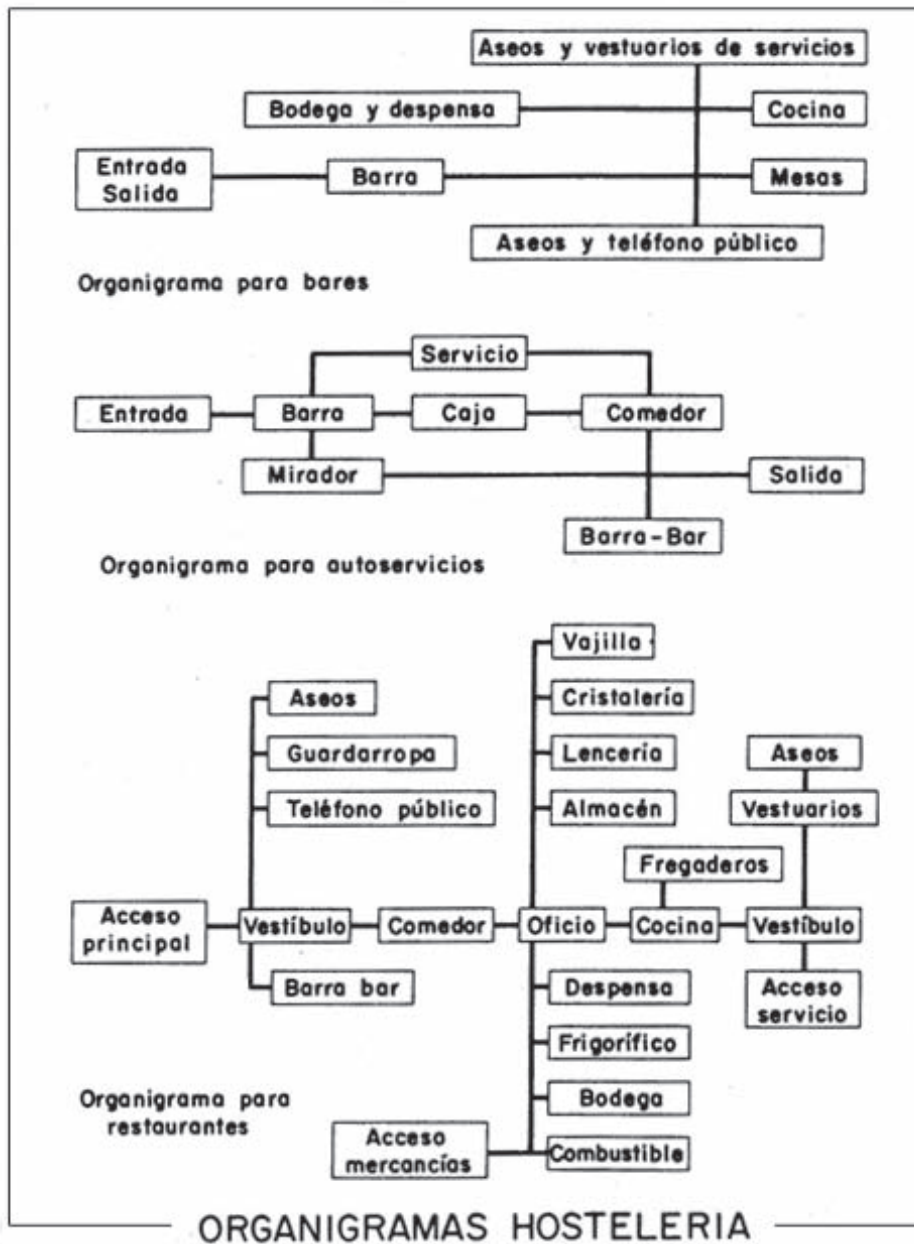 Aseos y vestuarios de servicios
Bodega y despensa
Cocina
Entrada
Salida
Barra
Mesas
Aseos y teléfono público
Organigrama para bares
Servicio
Entrada
Barra
Caja
Comedor
Mirador
Salida
Barra-Bar
Organigrama para autoservicios
Vajilla
Aseos
Cristalería
Guardarropa
Lencería
Aseos
Teléfono público
Almacén
Vestuarios
Fregaderos
Acceso
principal
Vestíbulo
Comedor
Oficio
Cocina
Vestíbulo
Barra bar
Despensa
Acceso
servicio
Frigorífico
Organigrama para
restaurantes
Bodega
Acceso
mercancías
Combustible
ORGANIGRAMAS HOSTELERIA